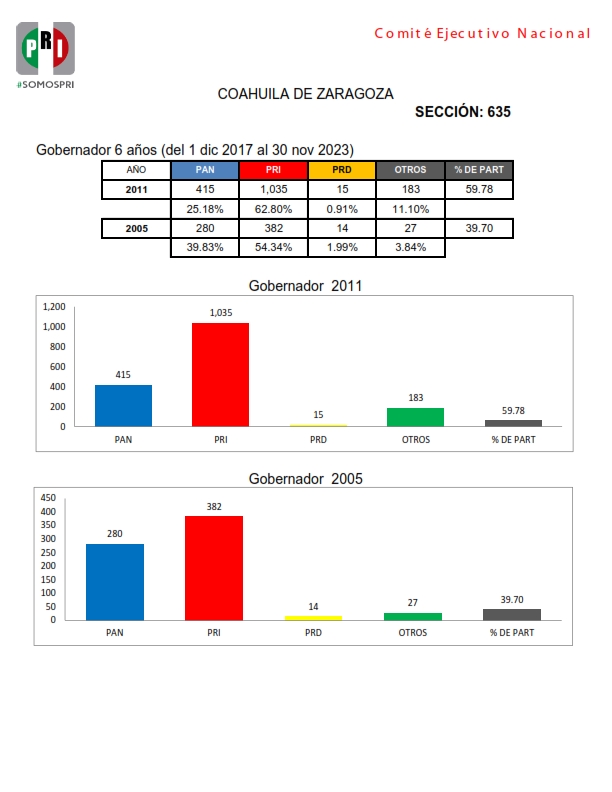 PRI
#SOMOSPRI
Comité Ejecutivo Nacional
COAHUILA DE ZARAGOZA
SECCIÓN: 635
Gobernador 6 años (del 1 dic 2017 al 30 nov 2023)
AÑO PAN PRI PRD OTROS % DE PART
2011 415 1,035 15 183 59.78
25.18% 62.80% 0.91% 11.10%
2005 280 382 14 27 39.70
39.83% 54.34% 1.99% 3.84%
Gobernador 2011
1,200
1,000
800
600
400
200
0
415
1,035
15
183
59.78
PAN PRI PRD OTROS % DE PART
Gobernador 2005
450
400
350
300
250
200
150
100
50
0
280
382
14
27
39.70
PAN PRI PRD OTROS % DE PART